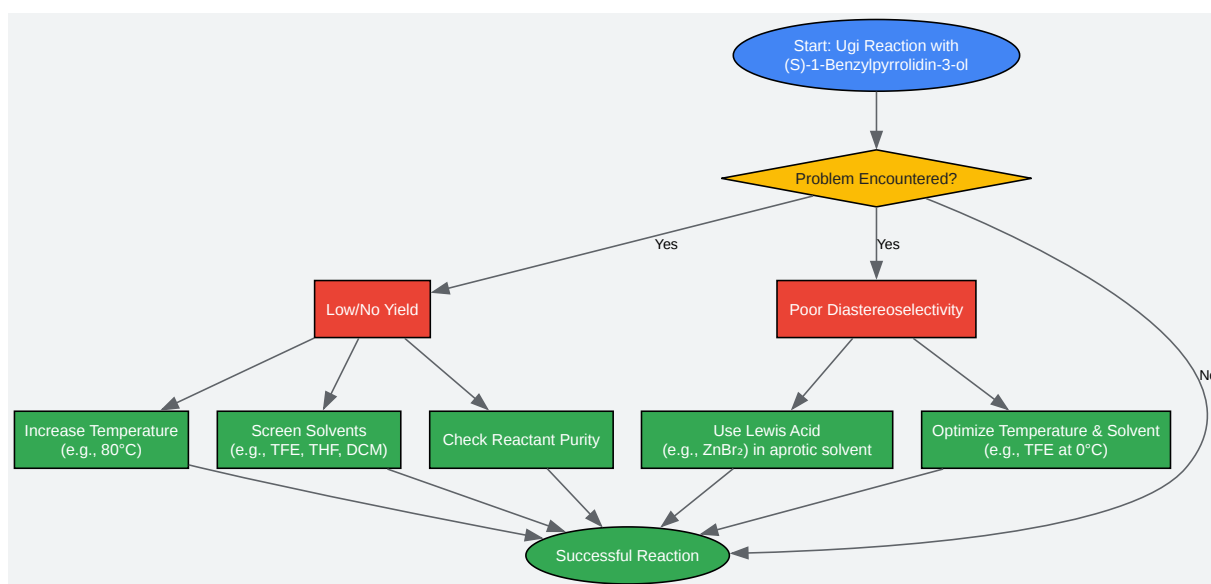 Start: Ugi Reaction with
(S)-1-Benzylpyrrolidin-3-ol
Problem Encountered?
Yes
Yes
Low/No Yield
Poor Diastereoselectivity
No
Increase Temperature
(e.g., 80°C)
Screen Solvents
(e.g., TFE, THF, DCM)
Check Reactant Purity
Use Lewis Acid
(e.g., ZnBr₂) in aprotic solvent
Optimize Temperature & Solvent
(e.g., TFE at 0°C)
Successful Reaction